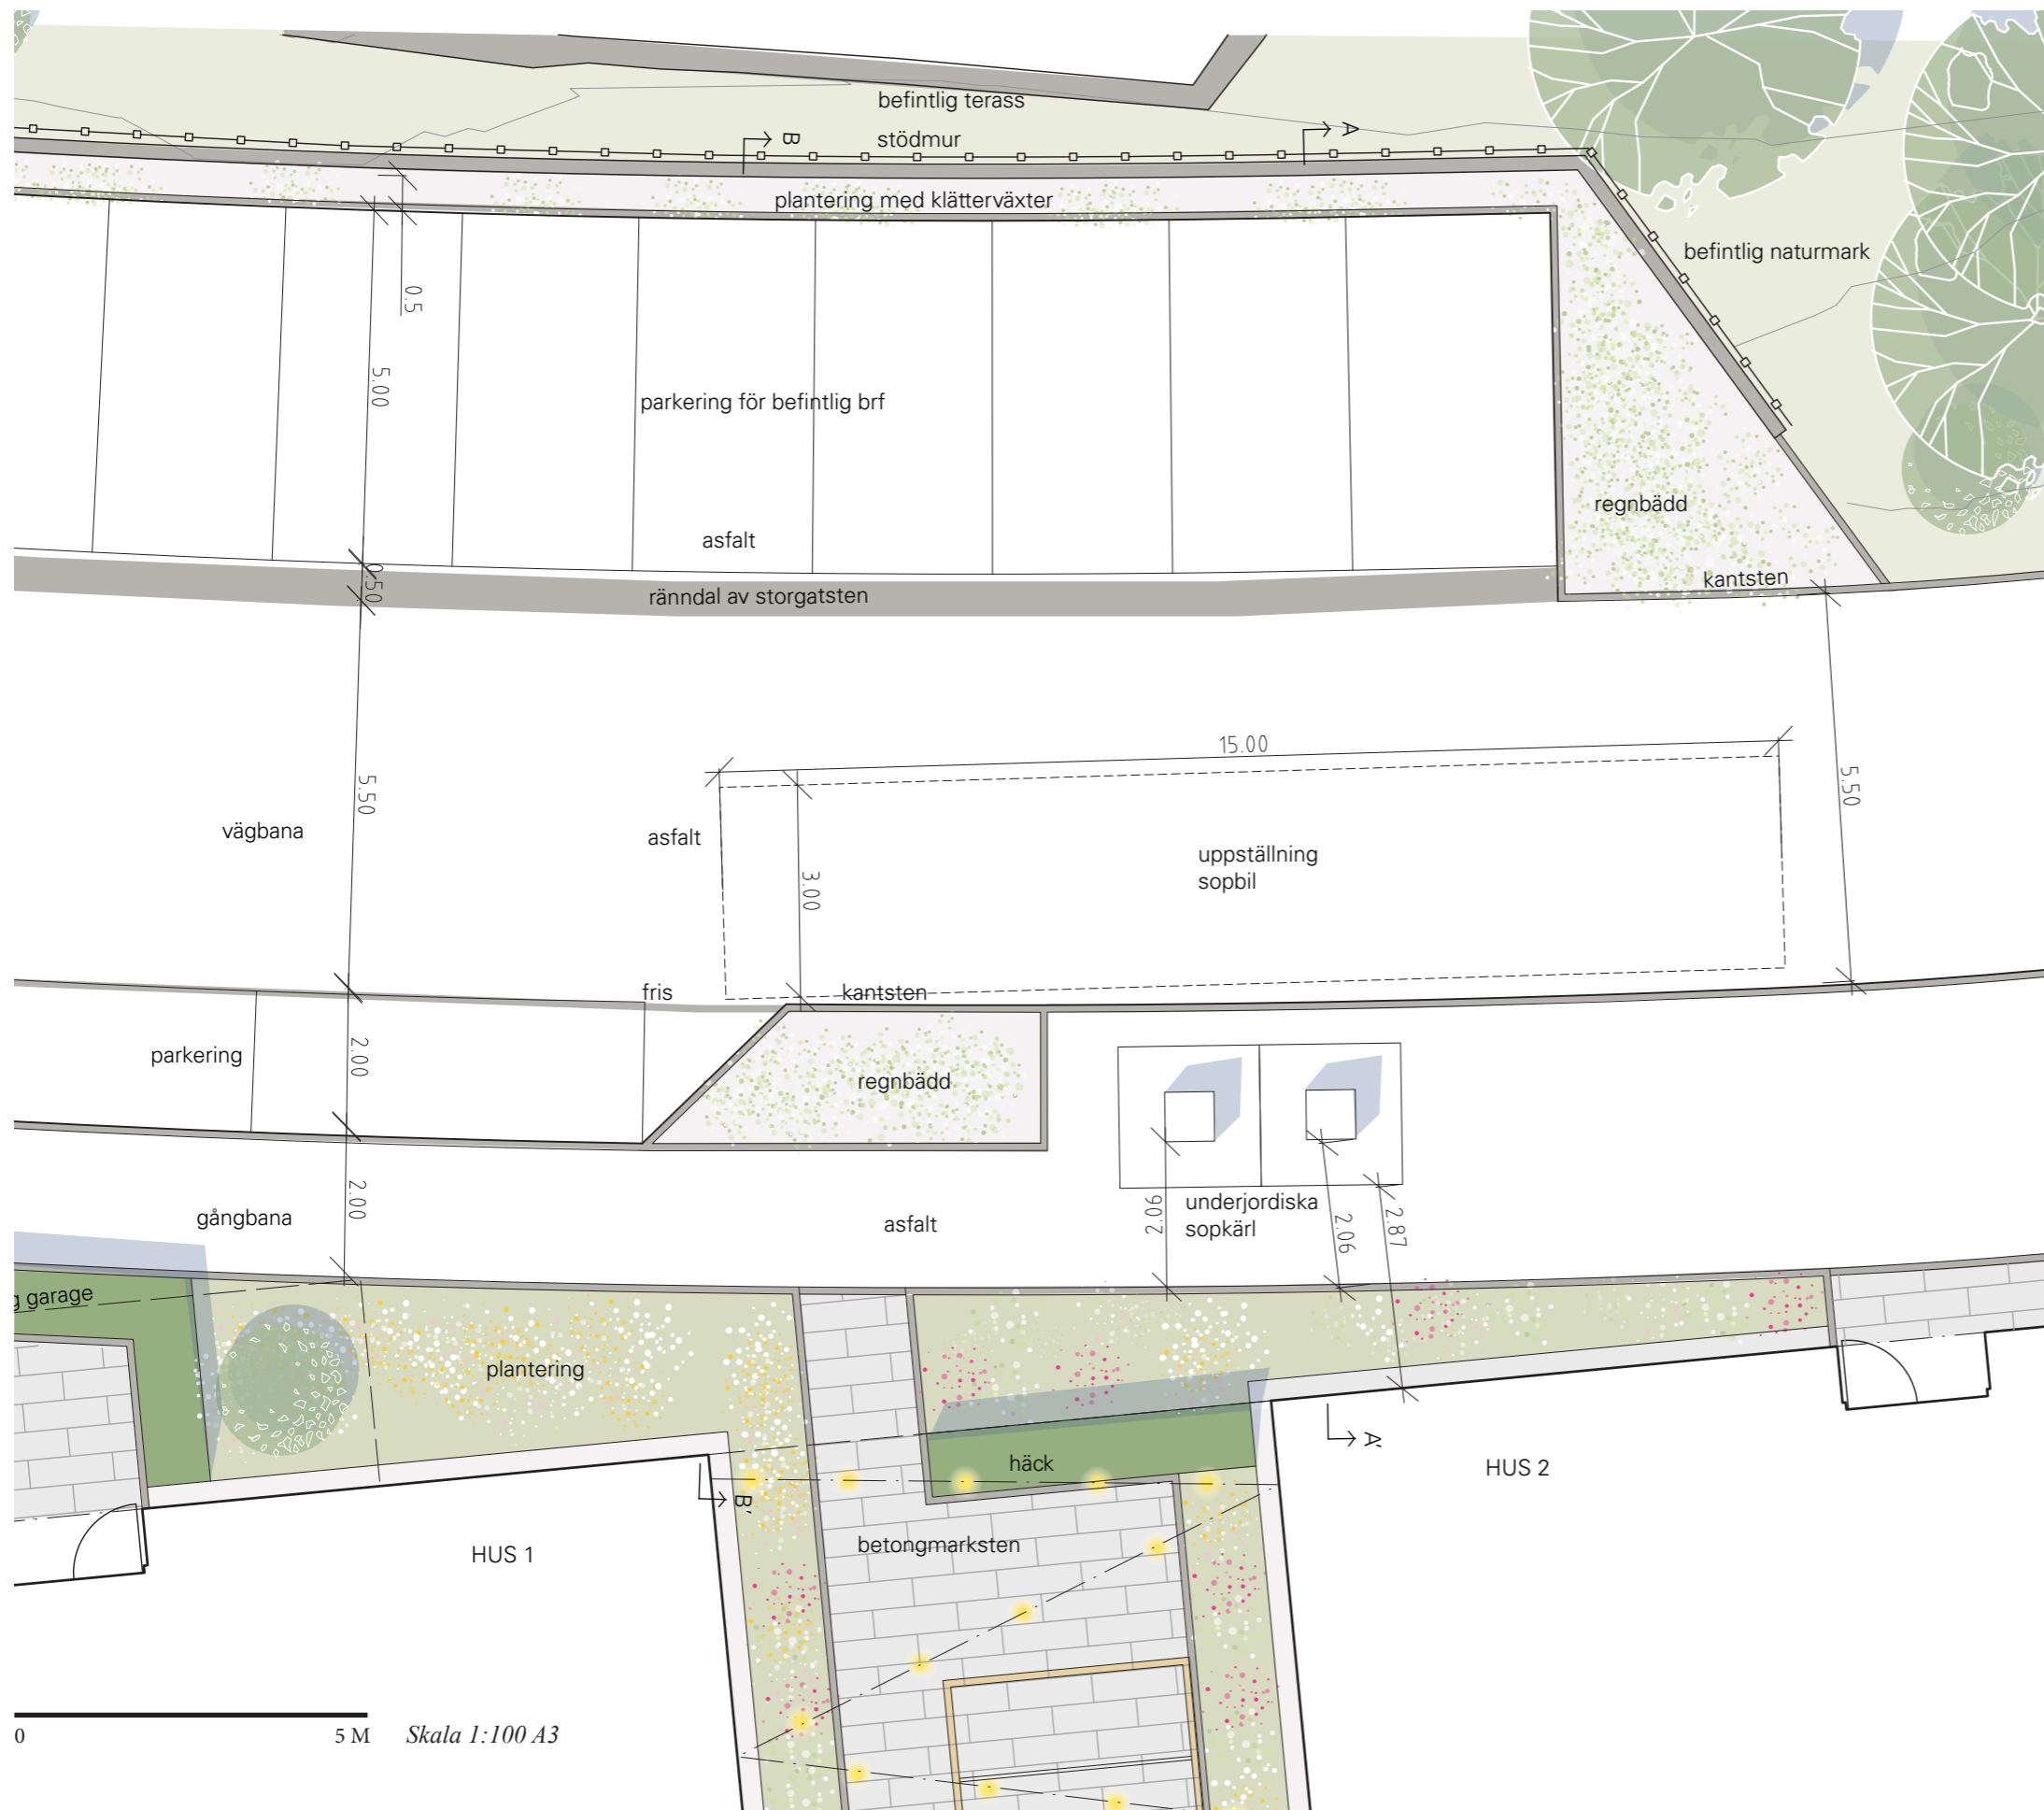 befintlig terass
B
stödmur
A
plantering med klätterväxter
befintlig naturmark
0.5
5.00
parkering för befintlig brf
regnbädd
asfalt
kantsten
0.50
ränndal av storgatsten
15.00
5.50
5.50
vägbana
asfalt
3.00
uppställning
sopbil
fris
kantsten
parkering
2.00
regnbädd
2.00
gångbana
asfalt
2.06
underjordiska
sopkärl
2.06
2.87
g garage
plantering
A'
häck
HUS 2
B'
HUS 1
betongmarksten
0
5 M
Skala 1:100 A3